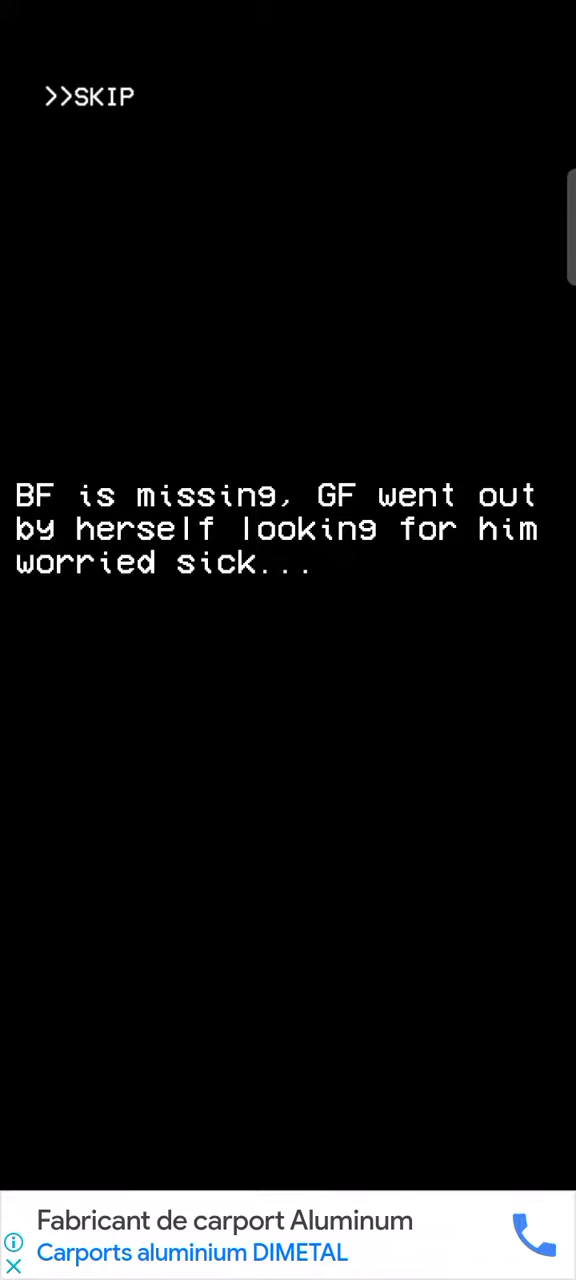 >>SKIP
BF is missing, GF went out
by herself looking for him
worried sick...
Fabricant de carport Aluminum
Carports aluminium DIMETAL